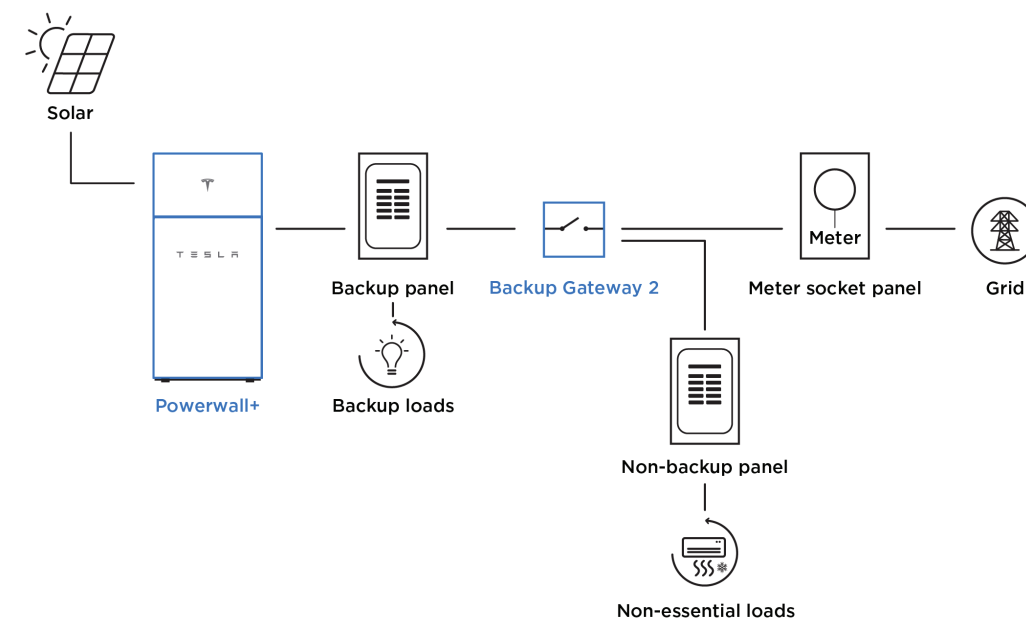 Solar
TESLA
Meter
Backup panel
Backup Gateway 2
Meter socket panel
Grid
Powerwall+
Backup loads
Non-backup panel
Non-essential loads